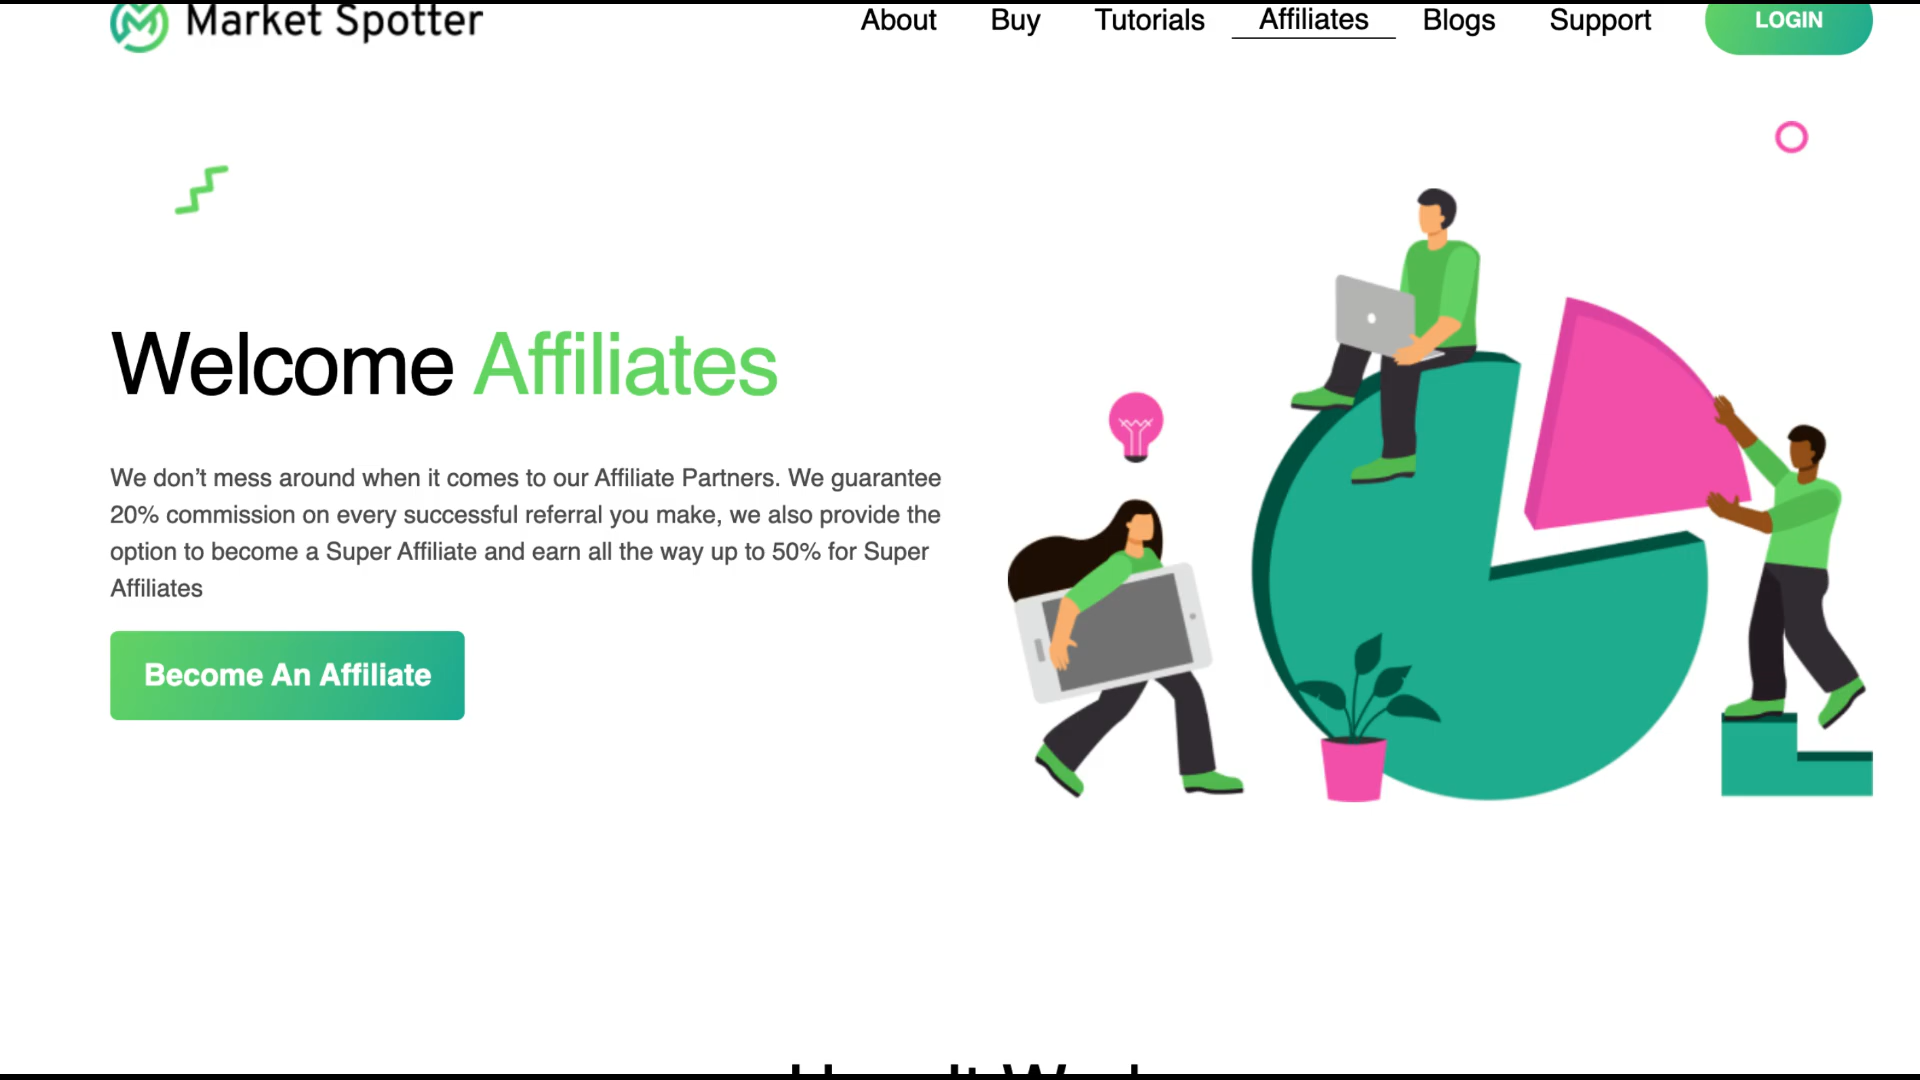 Market Spotter
About Buy Tutorials Affiliates Blogs Support LOGIN
Welcome Affiliates
We don’t mess around when it comes to our Affiliate Partners. We guarantee
20% commission on every successful referral you make, we also provide the
option to become a Super Affiliate and earn all the way up to 50% for Super
Affiliates
Become An Affiliate